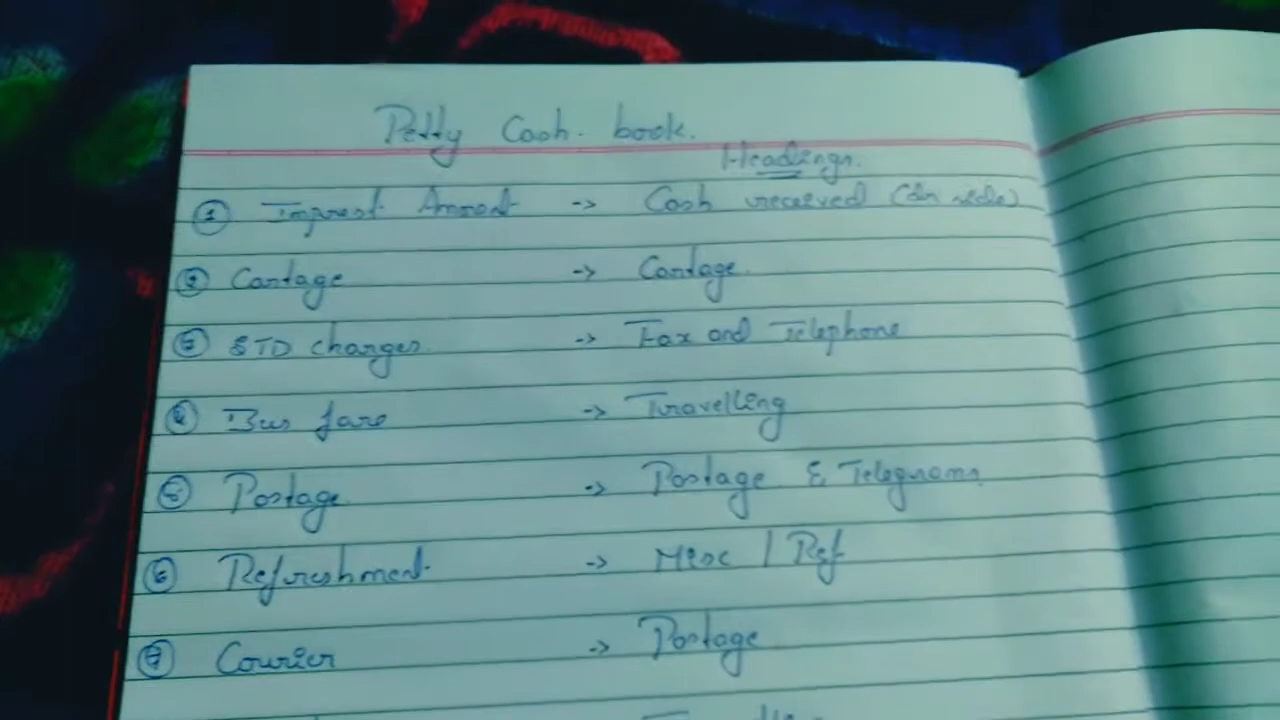 Petty Cash. book.
Headings.
① Imprest Amount -> Cash received (dr side)
② Cartage -> Cartage.
③ STD charges. -> Fax and Telephone
④ Bus fare -> Travelling
⑤ Postage. -> Postage & Telegrams.
⑥ Refreshment. -> Misc / Ref
⑦ Courier -> Postage